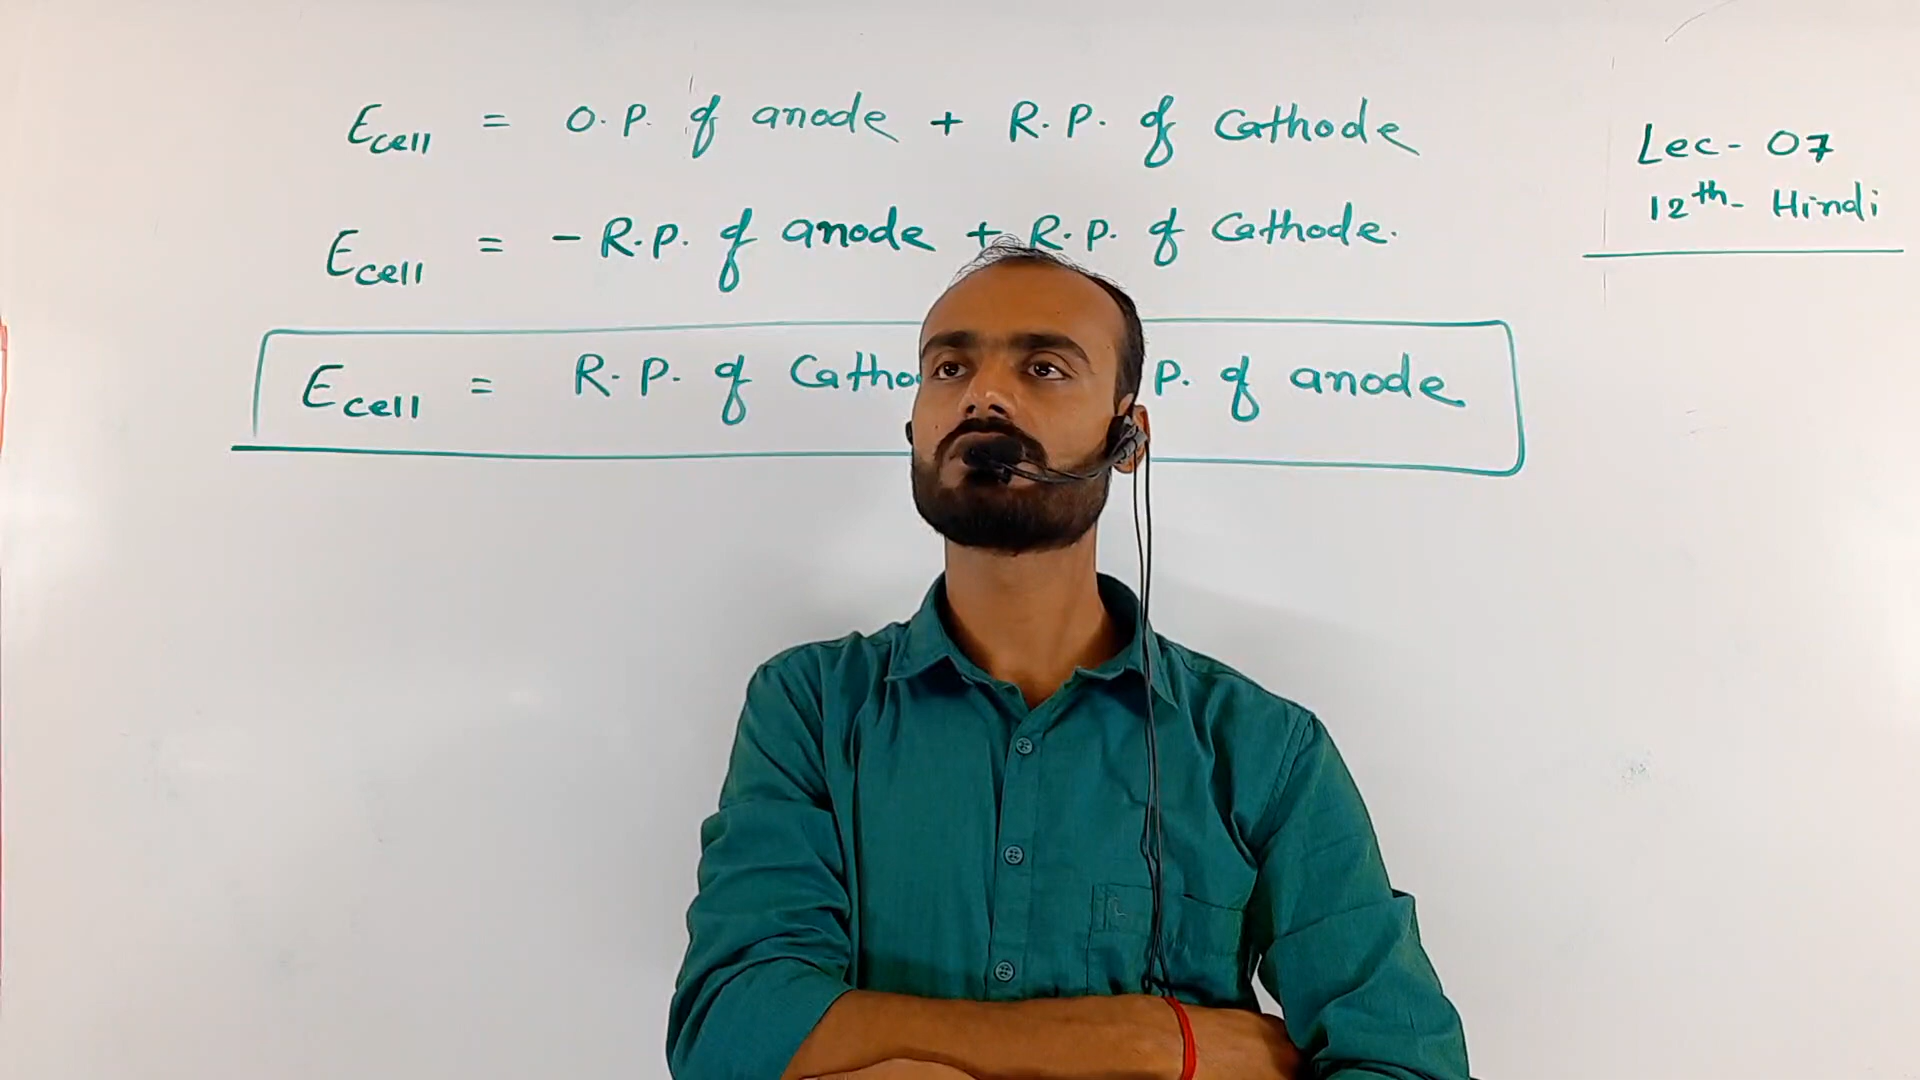 Ecell = O.P. of anode + R.P. of Cathode
Ecell = - R.P. of anode + R.P. of Cathode.
Ecell = R.P. of Catho P. of anode
Lec- 07
12th- Hindi